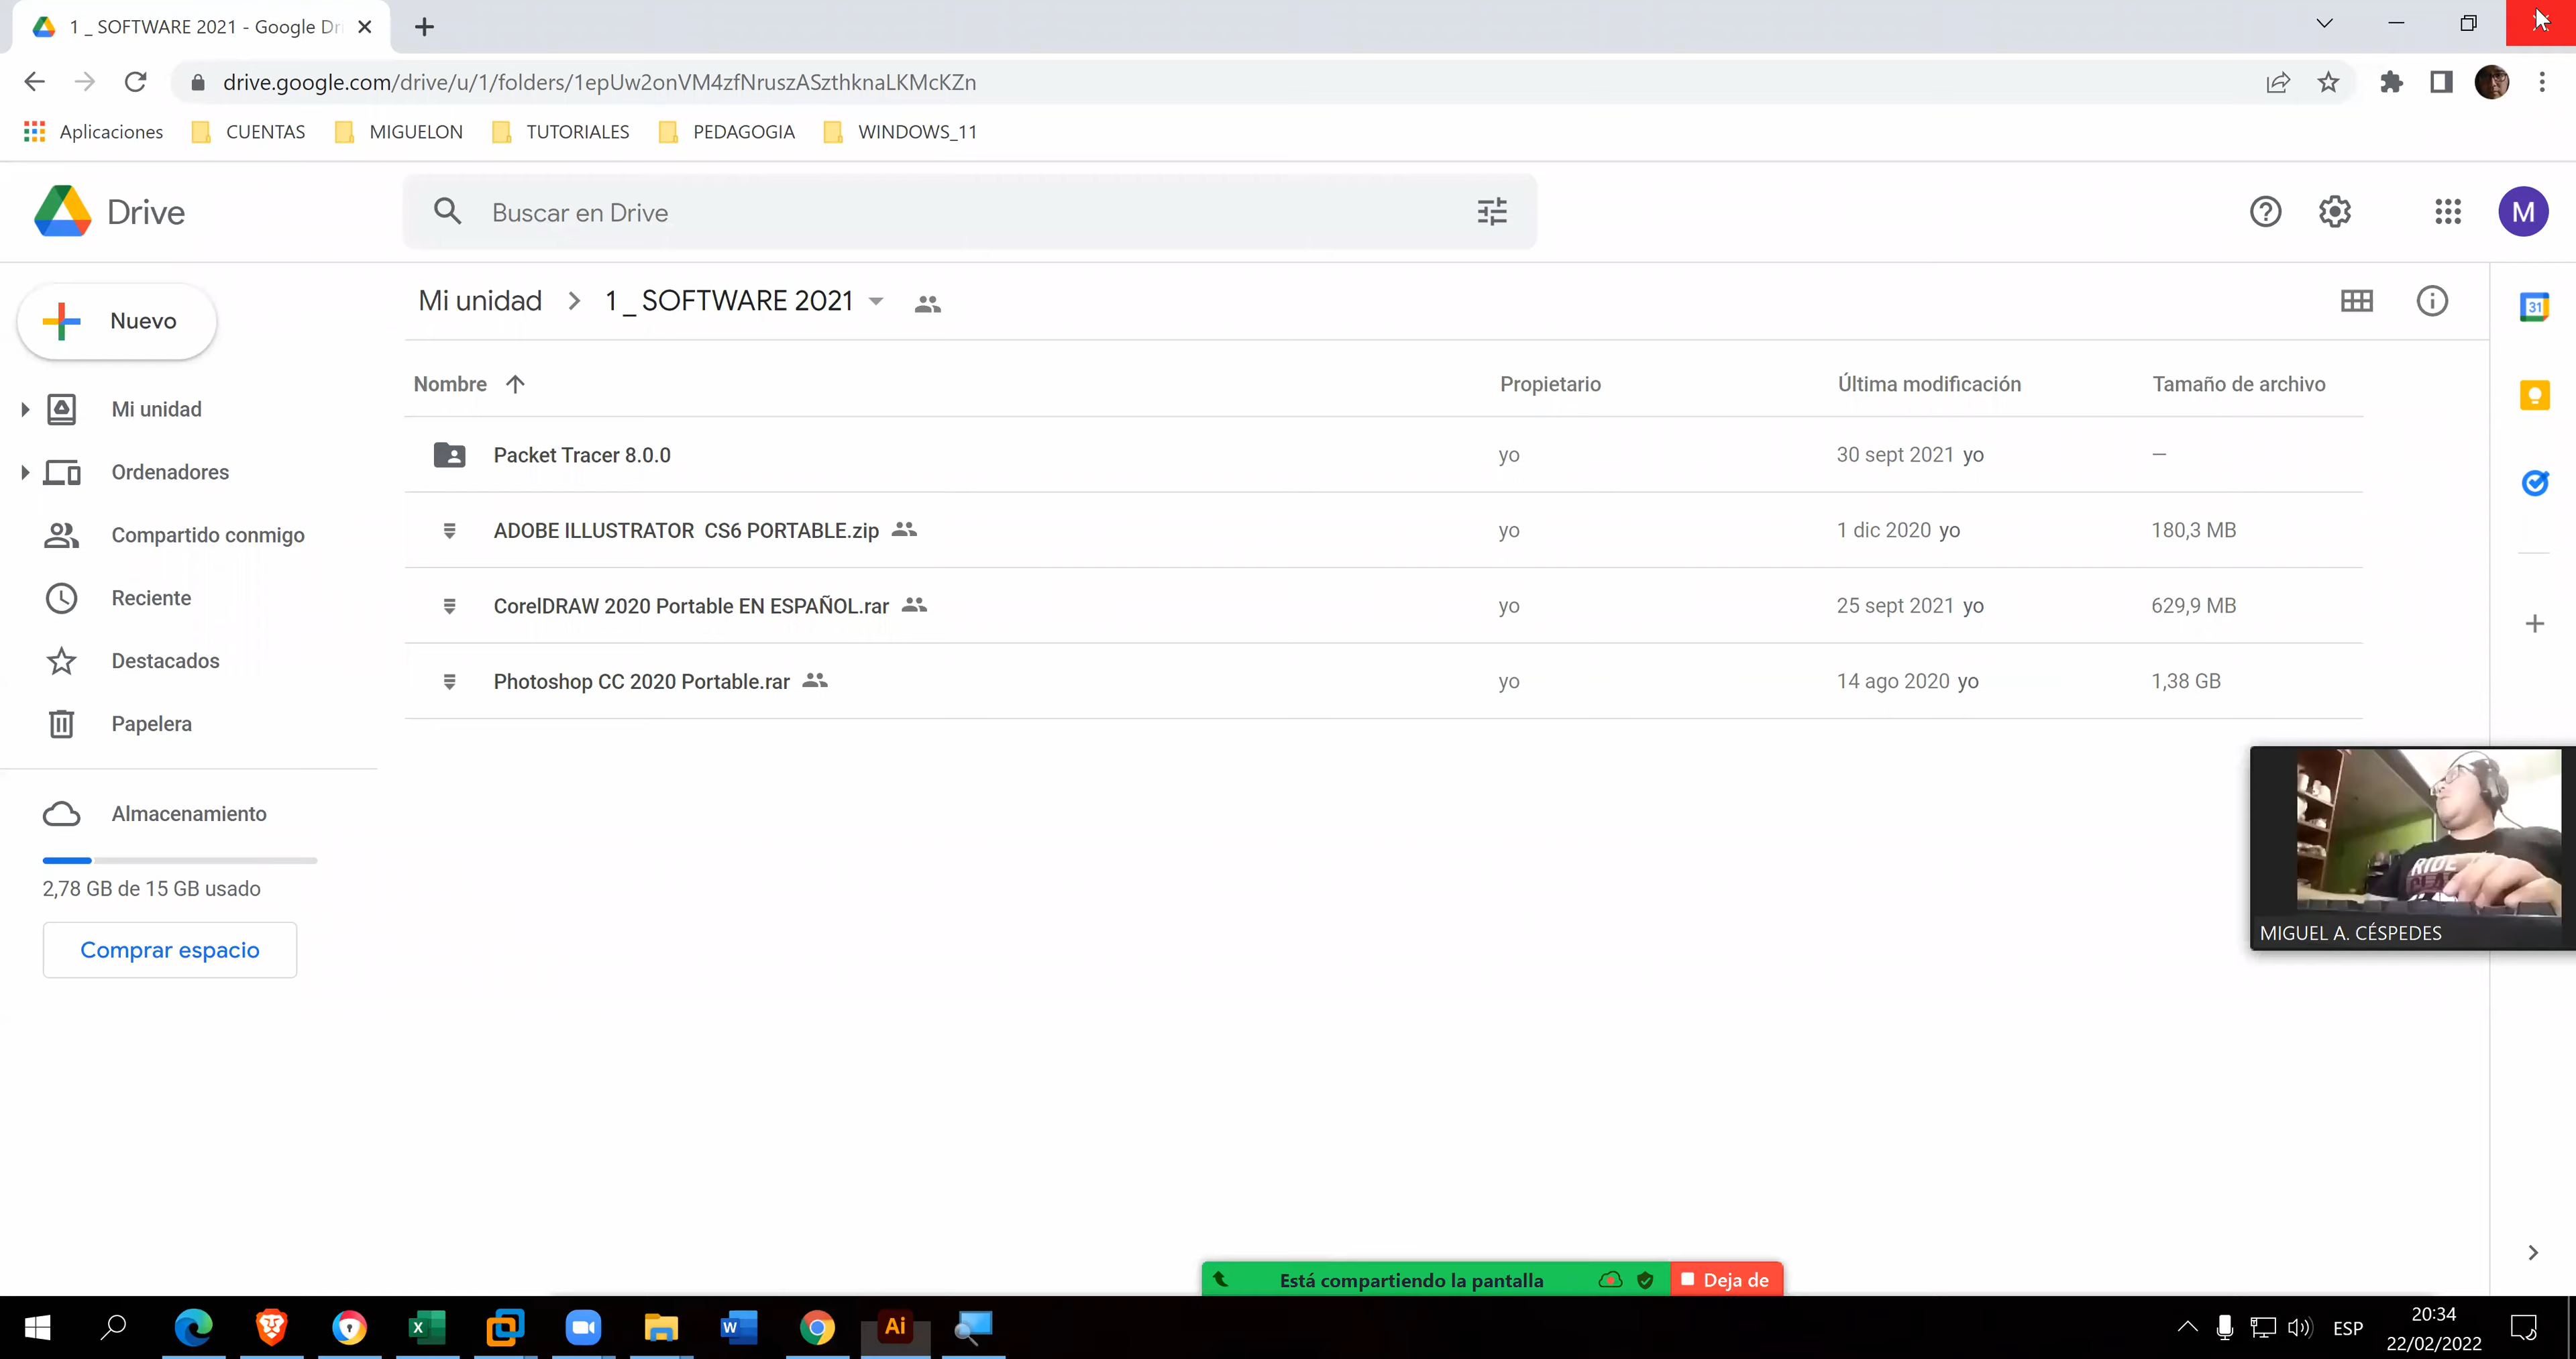 1 _ SOFTWARE 2021 - Google Dri
drive.google.com/drive/u/1/folders/1epUw2onVM4zfNruszASzthknaLKMcKZn
Aplicaciones CUENTAS MIGUELON TUTORIALES PEDAGOGIA WINDOWS_11
Drive
Buscar en Drive
M
Nuevo
Mi unidad
Ordenadores
Compartido conmigo
Reciente
Destacados
Papelera
Almacenamiento
2,78 GB de 15 GB usado
Comprar espacio
Mi unidad 1 _ SOFTWARE 2021
Nombre Propietario Última modificación Tamaño de archivo
Packet Tracer 8.0.0 yo 30 sept 2021 yo —
ADOBE ILLUSTRATOR CS6 PORTABLE.zip yo 1 dic 2020 yo 180,3 MB
CorelDRAW 2020 Portable EN ESPAÑOL.rar yo 25 sept 2021 yo 629,9 MB
Photoshop CC 2020 Portable.rar yo 14 ago 2020 yo 1,38 GB
31
RIDE
MIGUEL A. CÉSPEDES
Está compartiendo la pantalla Deja de
X W Ai
ESP
20:34
22/02/2022